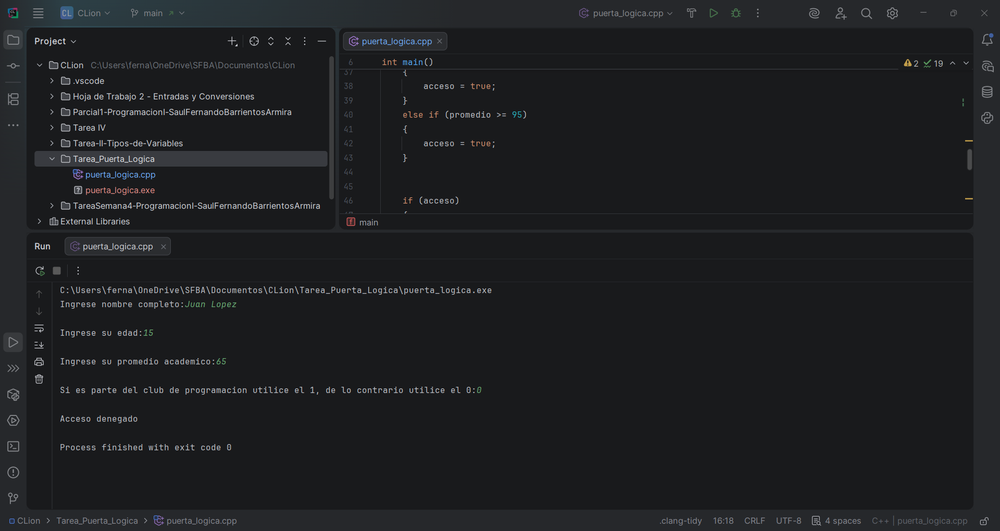 CL CLion main puerta_logica.cpp
Project
puerta_logica.cpp
CLion C:\Users\ferna\OneDrive\SFBA\Documentos\CLion
.vscode
Hoja de Trabajo 2 - Entradas y Conversiones
Parcial1-ProgramacionI-SaulFernandoBarrientosArmira
Tarea IV
Tarea-II-Tipos-de-Variables
Tarea_Puerta_Logica
puerta_logica.cpp
puerta_logica.exe
TareaSemana4-ProgramacionI-SaulFernandoBarrientosArmira
External Libraries
6 int main()
2 19
37 {
38 acceso = true;
39 }
40 else if (promedio >= 95)
41 {
42 acceso = true;
43 }
44
45
46 if (acceso)
47 {
main
Run puerta_logica.cpp
C:\Users\ferna\OneDrive\SFBA\Documentos\CLion\Tarea_Puerta_Logica\puerta_logica.exe
Ingrese nombre completo:Juan Lopez
Ingrese su edad:15
Ingrese su promedio academico:65
Si es parte del club de programacion utilice el 1, de lo contrario utilice el 0:0
Acceso denegado
Process finished with exit code 0
CLion > Tarea_Puerta_Logica > puerta_logica.cpp
.clang-tidy 16:18 CRLF UTF-8 4 spaces C++ | puerta_logica.cpp